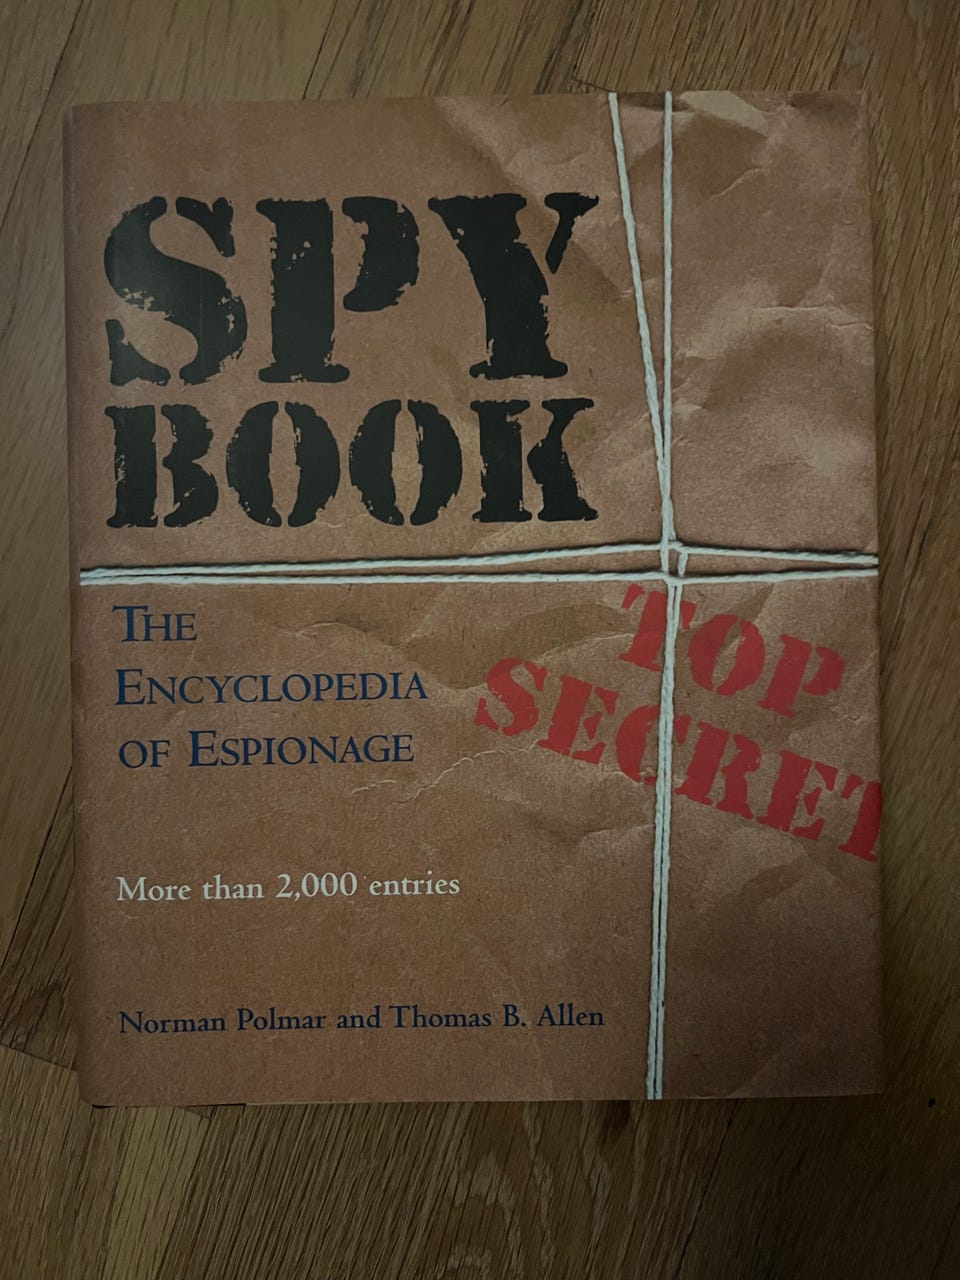 SPY
BOOK
THE
ENCYCLOPEDIA
OF ESPIONAGE
TOP
SECRET
More than 2,000 entries
Norman Polmar and Thomas B. Allen